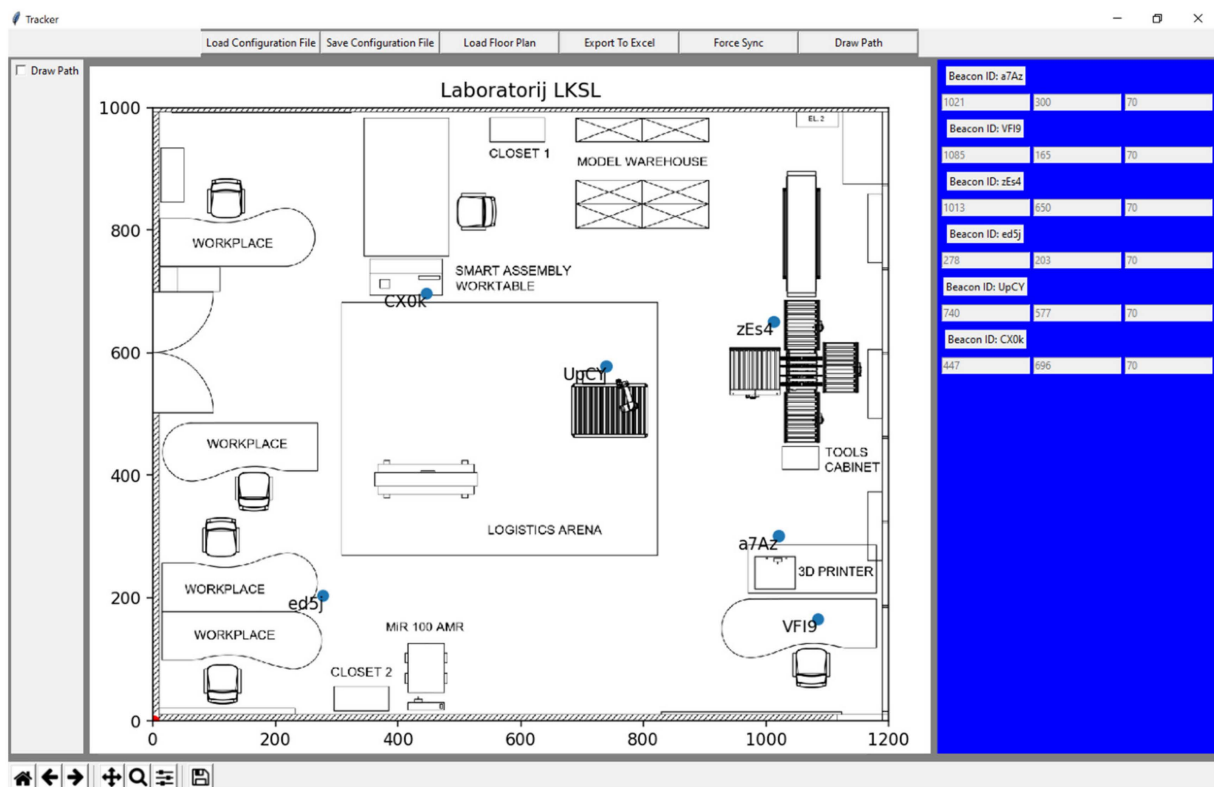 Tracker
Load Configuration File Save Configuration File Load Floor Plan Export To Excel Force Sync Draw Path
Draw Path
Laboratorij LKSL
1000
800
600
400
200
0
0 200 400 600 800 1000 1200
EL.2
CLOSET 1
MODEL WAREHOUSE
WORKPLACE
SMART ASSEMBLY
WORKTABLE
CX0k
zEs4
UpCY
WORKPLACE
TOOLS
CABINET
LOGISTICS ARENA
a7Az
3D PRINTER
WORKPLACE
ed5j
WORKPLACE
MiR 100 AMR
VFI9
CLOSET 2
Beacon ID: a7Az
1021 300 70
Beacon ID: VFI9
1085 165 70
Beacon ID: zEs4
1013 650 70
Beacon ID: ed5j
278 203 70
Beacon ID: UpCY
740 577 70
Beacon ID: CX0k
447 696 70